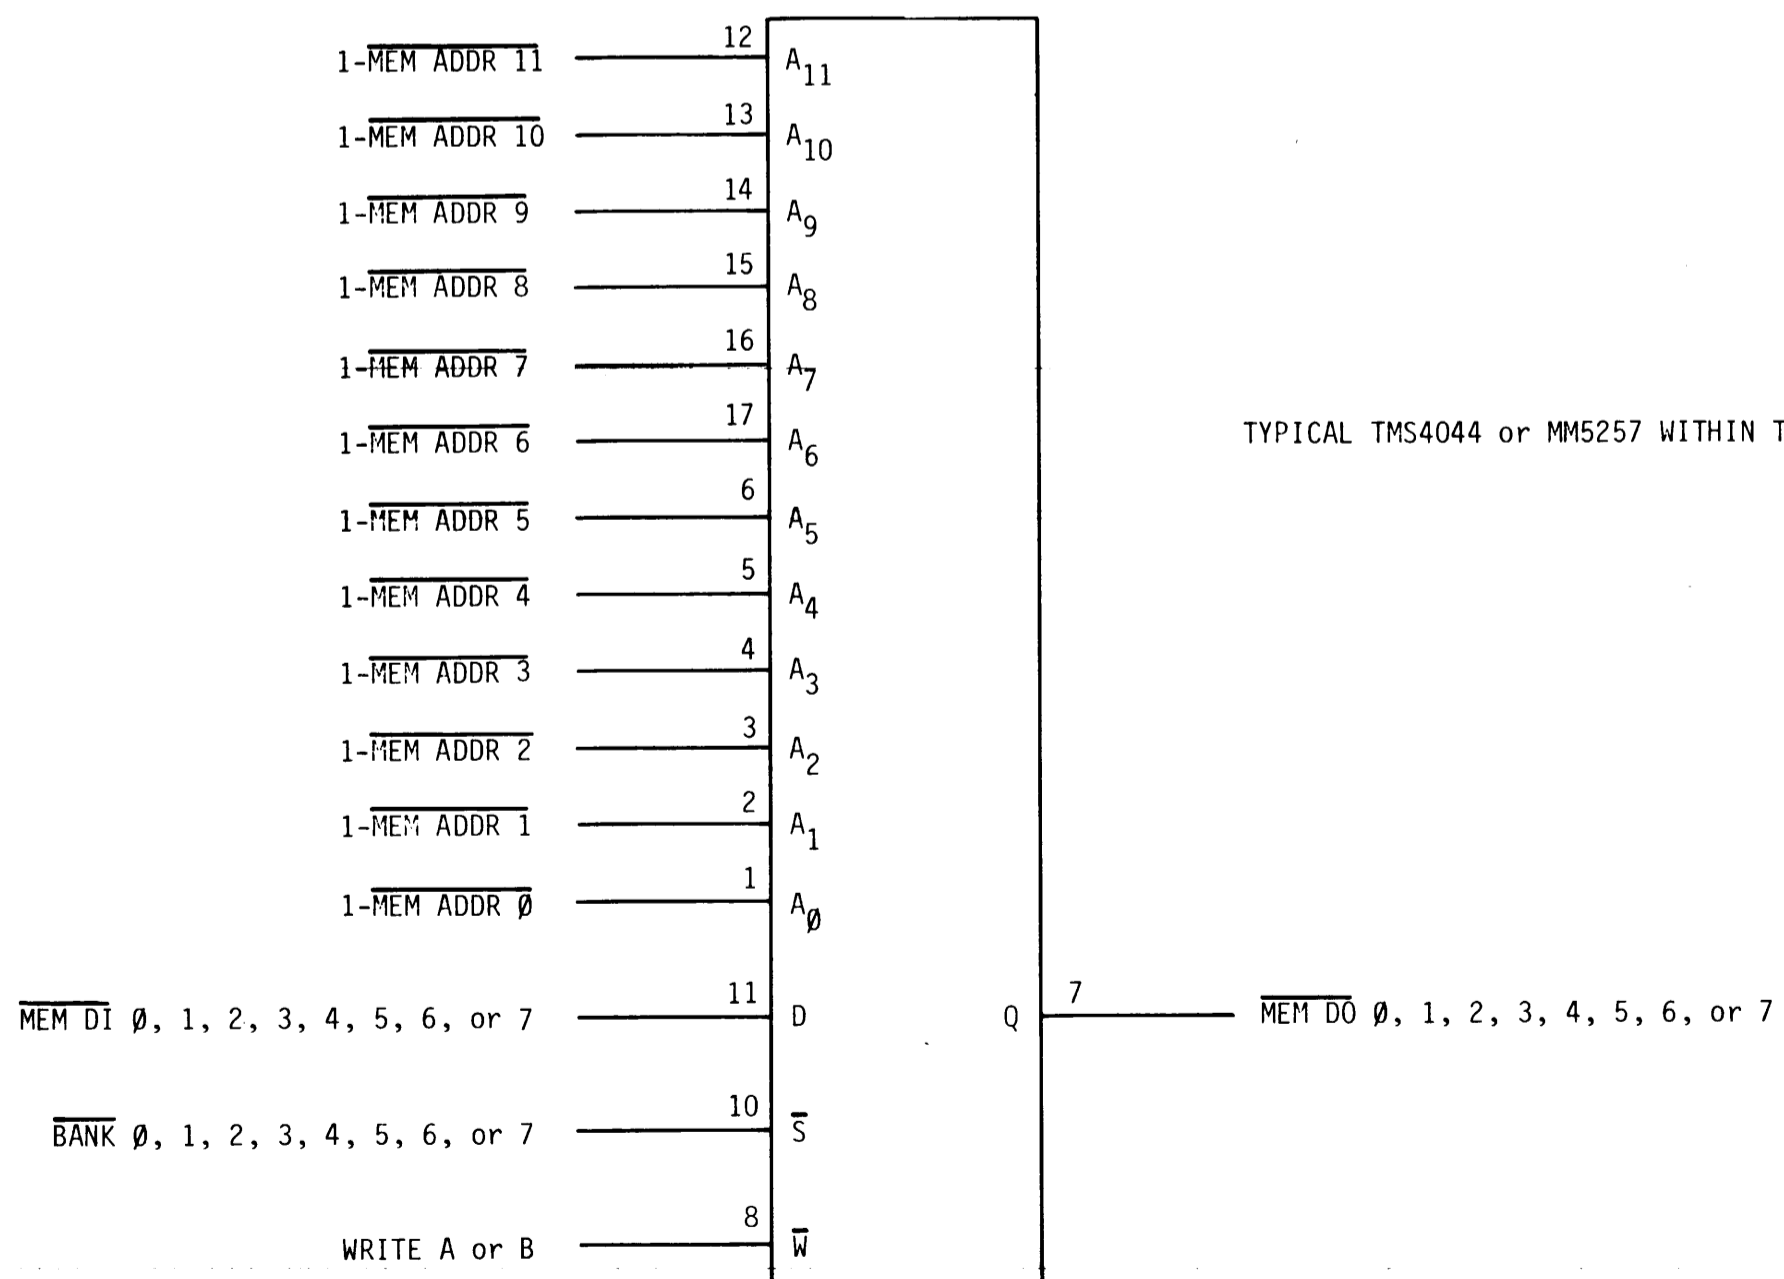 1-MEM ADDR 11 12 A11
1-MEM ADDR 10 13 A10
1-MEM ADDR 9 14 A9
1-MEM ADDR 8 15 A8
1-MEM ADDR 7 16 A7
1-MEM ADDR 6 17 A6
TYPICAL TMS4044 or MM5257 WITHIN T
1-MEM ADDR 5 6 A5
1-MEM ADDR 4 5 A4
1-MEM ADDR 3 4 A3
1-MEM ADDR 2 3 A2
1-MEM ADDR 1 2 A1
1-MEM ADDR Ø 1 AØ
MEM DI Ø, 1, 2, 3, 4, 5, 6, or 7 11 D Q 7 MEM DO Ø, 1, 2, 3, 4, 5, 6, or 7
BANK Ø, 1, 2, 3, 4, 5, 6, or 7 10 S
WRITE A or B 8 W